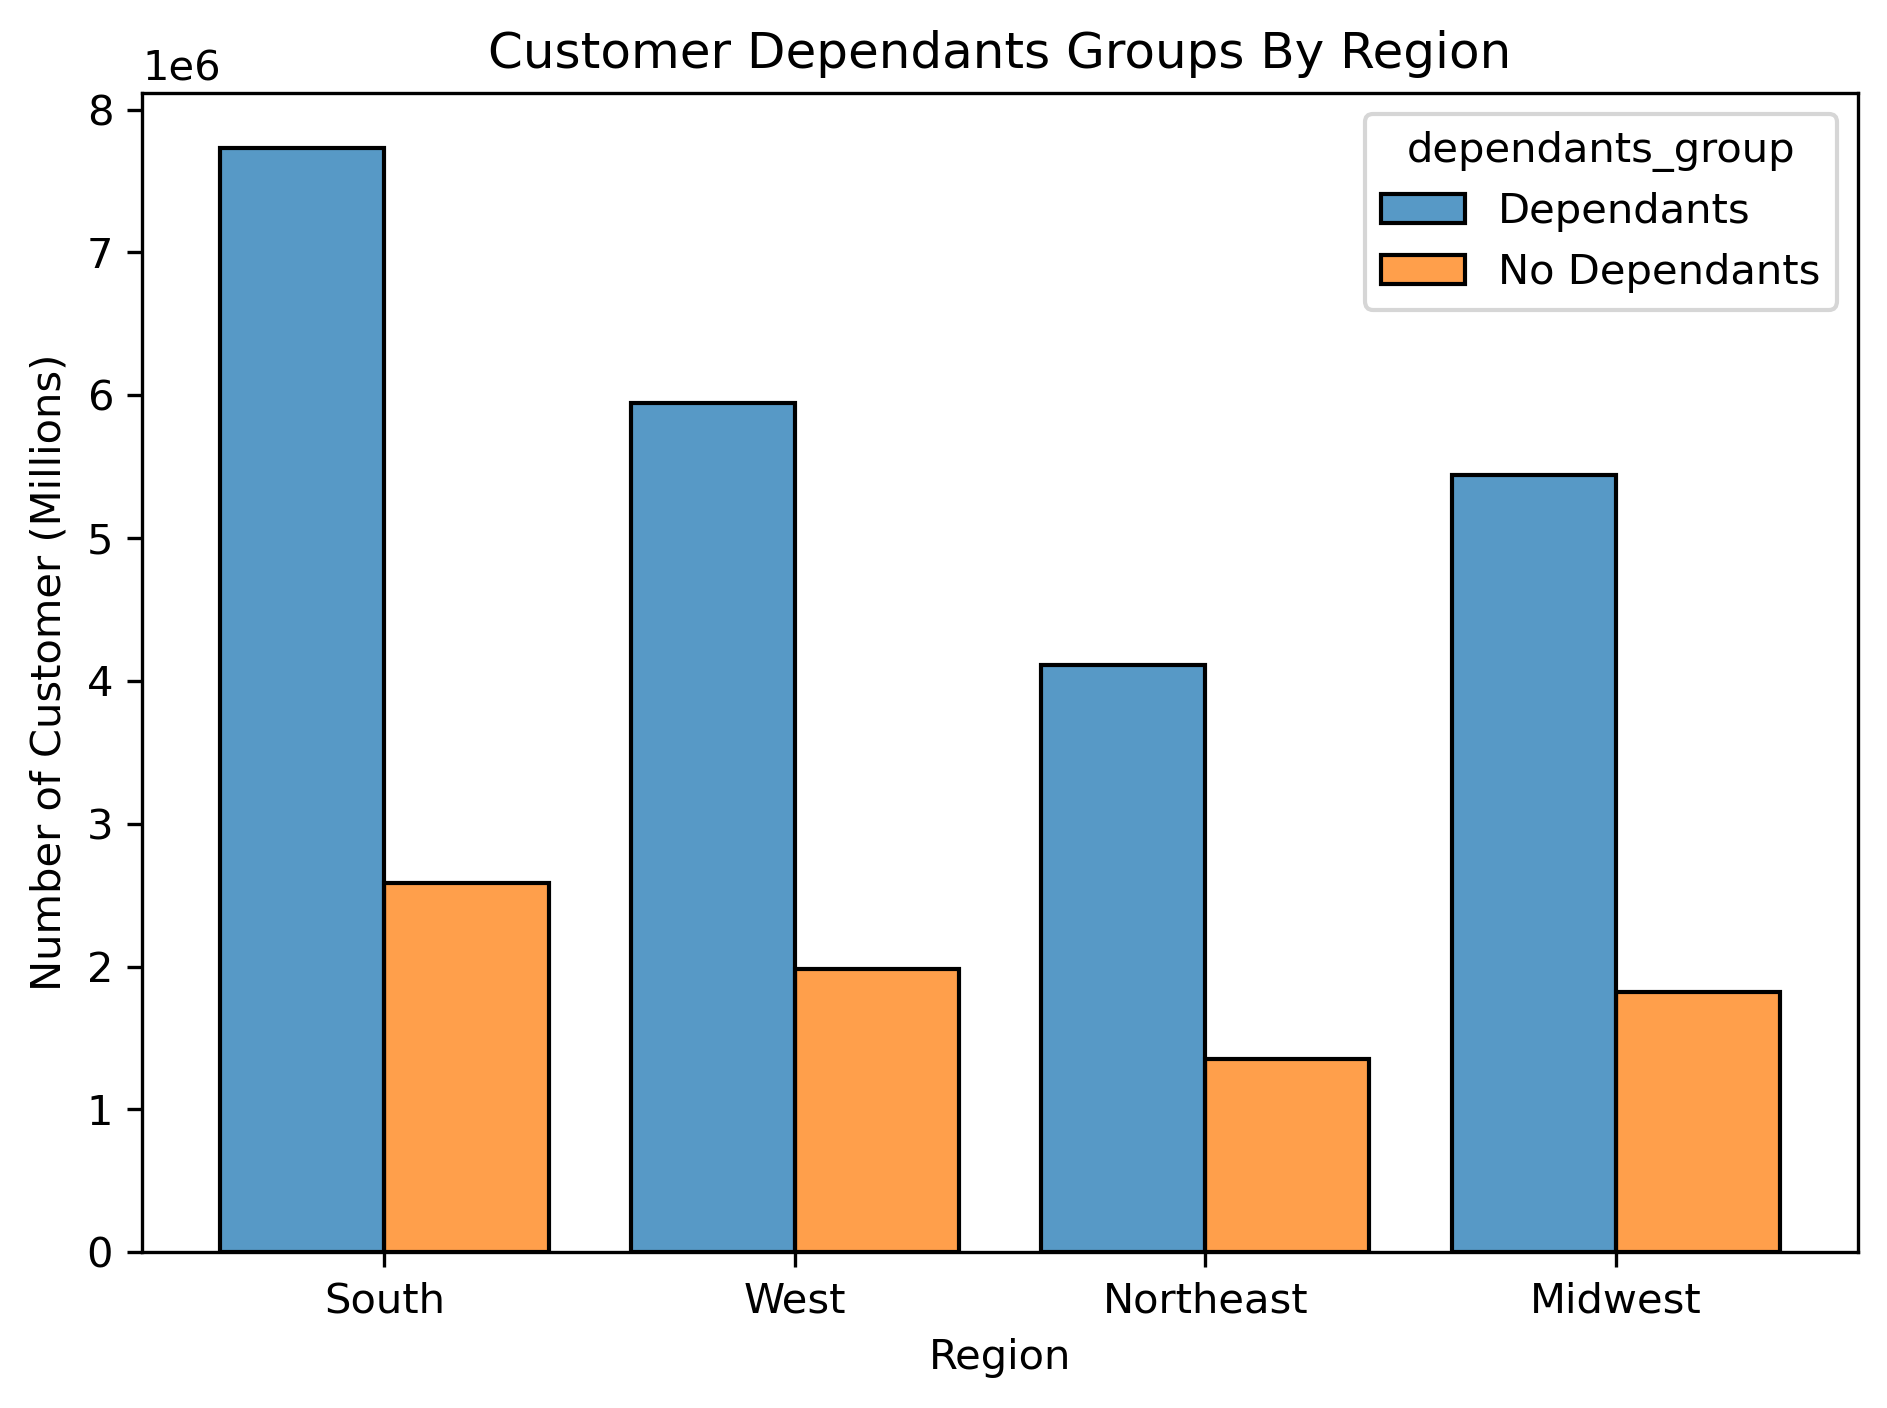 Customer Dependants Groups By Region
1e6
8
7
6
5
4
3
2
1
0
Number of Customer (Millions)
dependants_group
Dependants
No Dependants
South
West
Northeast
Midwest
Region